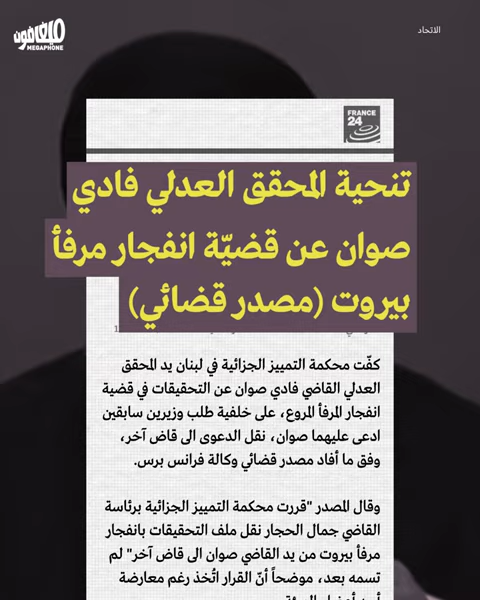 الاتحاد
ميغافون
MEGAPHONE
FRANCE
24
تنحية المحقق العدلي فادي
صوان عن قضيّة انفجار مرفأ
بيروت (مصدر قضائي)
كفّت محكمة التمييز الجزائية في لبنان يد المحقق
العدلي القاضي فادي صوان عن التحقيقات في قضية
انفجار المرفأ المروع، على خلفية طلب وزيرين سابقين
ادعى عليهما صوان، نقل الدعوى الى قاض آخر،
وفق ما أفاد مصدر قضائي وكالة فرانس برس.
وقال المصدر "قررت محكمة التمييز الجزائية برئاسة
القاضي جمال الحجار نقل ملف التحقيقات بانفجار
مرفأ بيروت من يد القاضي صوان الى قاض آخر" لم
تسمه بعد، موضحاً أنّ القرار اتُخذ رغم معارضة